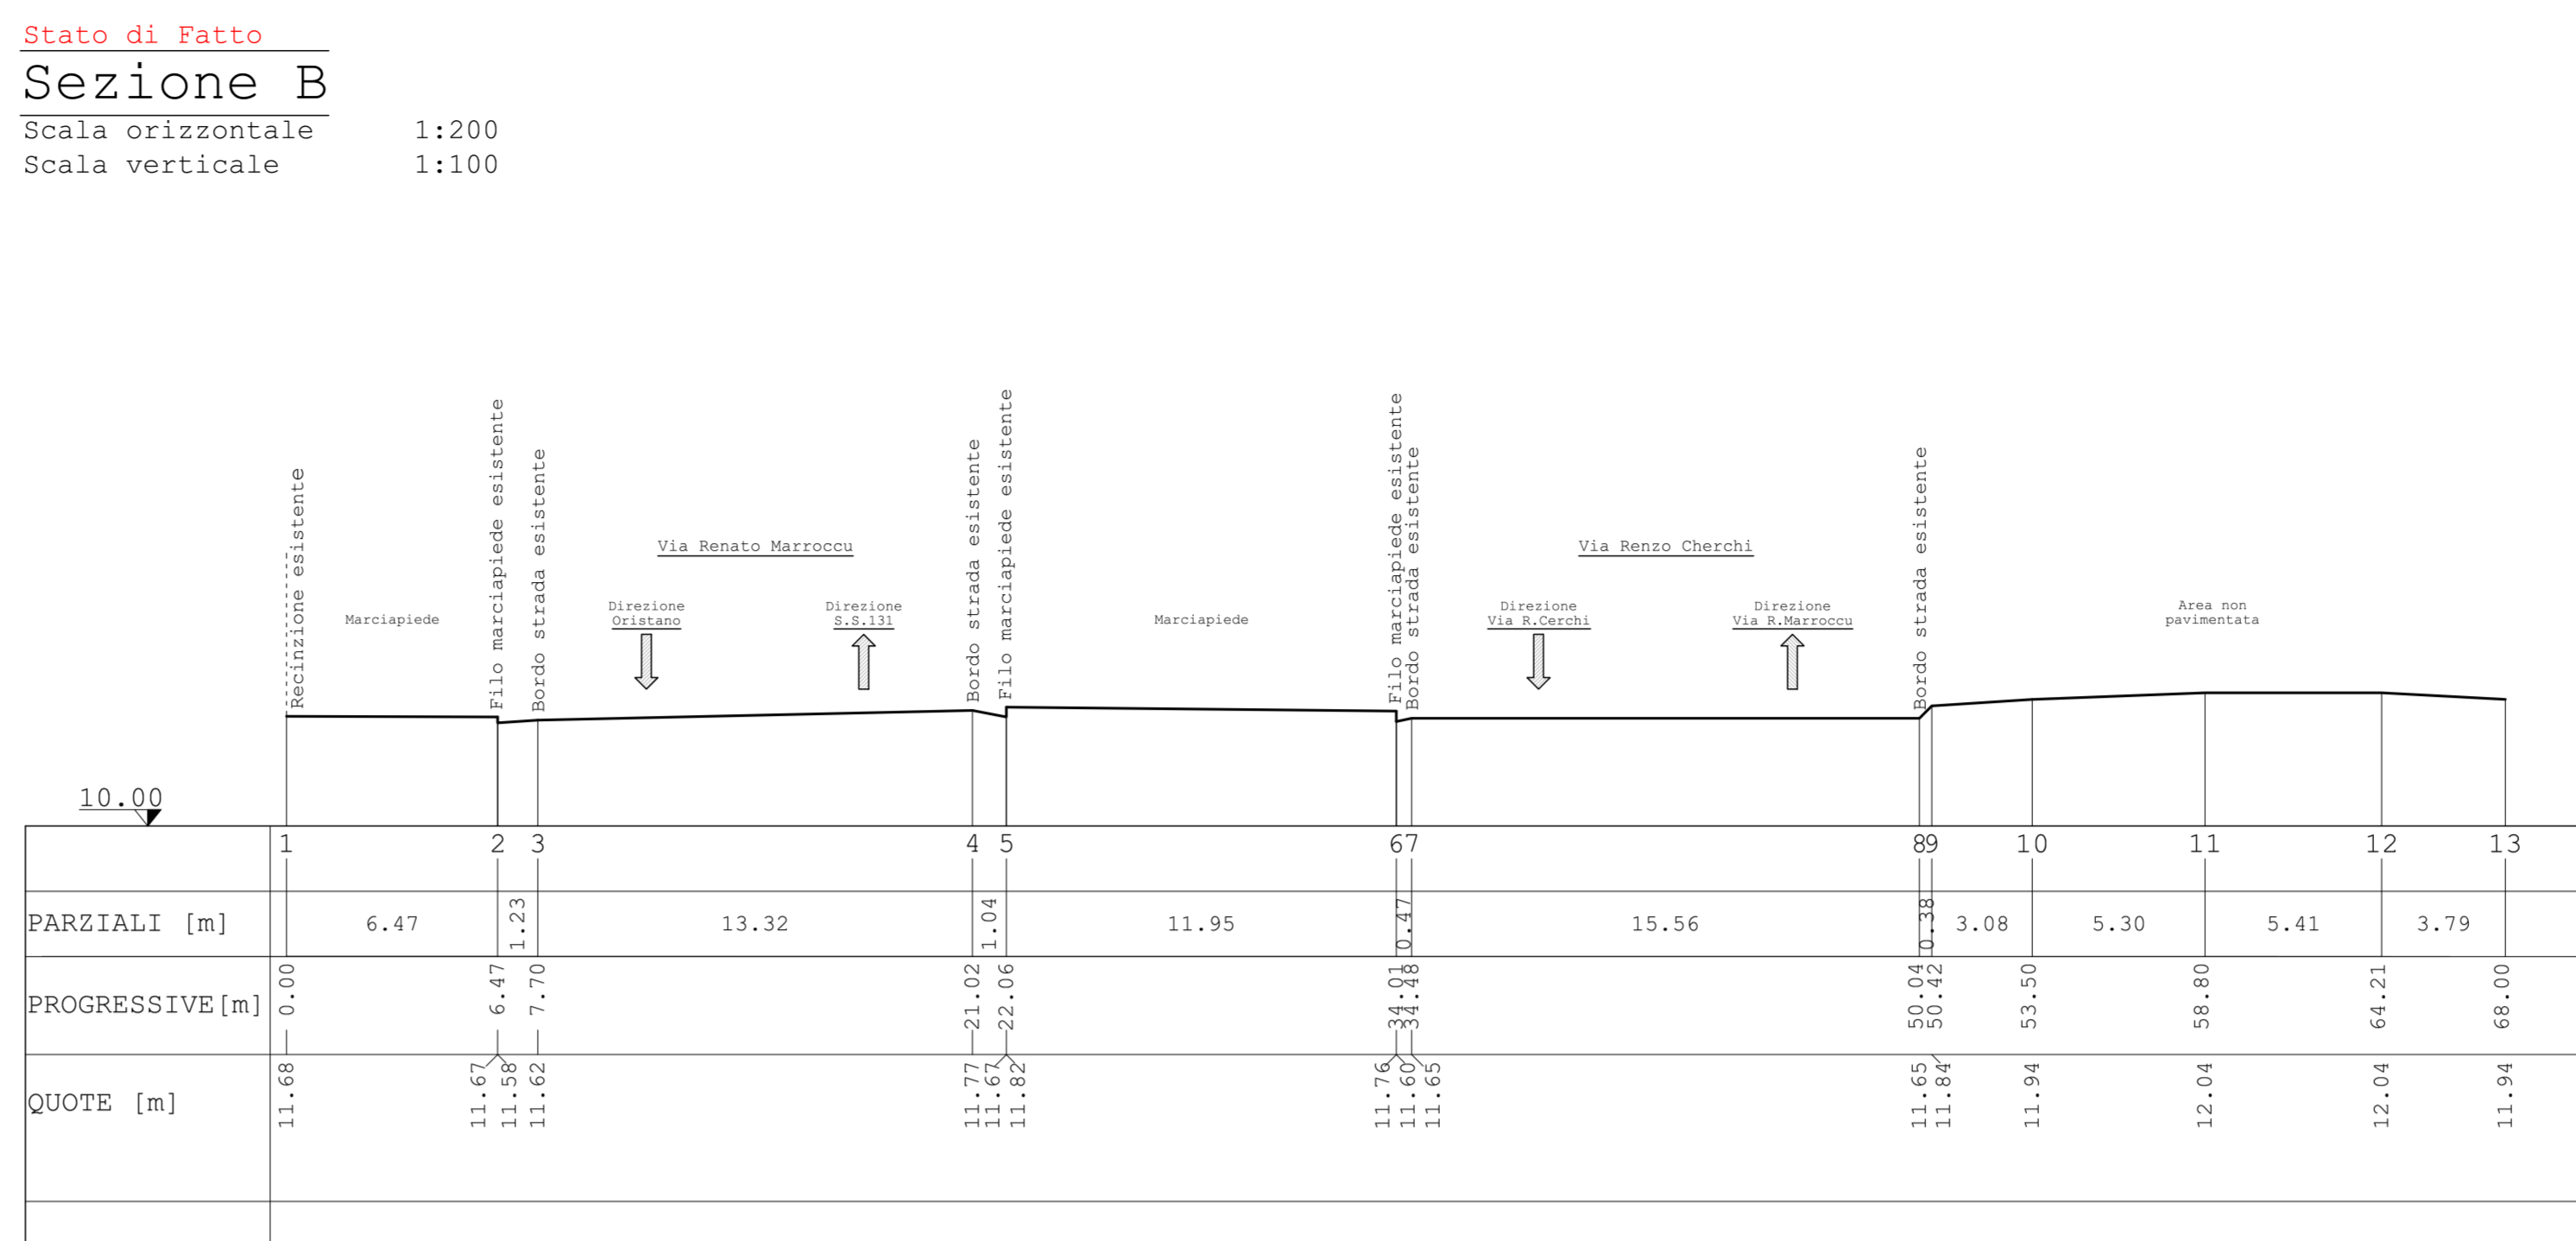 Stato di Fatto
Sezione B
Scala orizzontale 1:200
Scala verticale 1:100
Recinzione esistente
Marciapiede
Filo marciapiede esistente
Bordo strada esistente
Via Renato Marroccu
Direzione
Oristano
Direzione
S.S.131
Bordo strada esistente
Filo marciapiede esistente
Marciapiede
Filo marciapiede esistente
Bordo strada esistente
Via Renzo Cherchi
Direzione
Via R.Cerchi
Direzione
Via R.Marroccu
Bordo strada esistente
Area non
pavimentata
10.00
1 2 3 4 5 6 7 8 9 10 11 12 13
PARZIALI [m] 6.47 1.23 13.32 1.04 11.95 0.47 15.56 0.38 3.08 5.30 5.41 3.79
PROGRESSIVE[m] 0.00 6.47 7.70 21.02 22.06 34.01 34.48 50.04 50.42 53.50 58.80 64.21 68.00
QUOTE [m] 11.68 11.67 11.58 11.62 11.77 11.67 11.82 11.76 11.60 11.65 11.65 11.84 11.94 12.04 12.04 11.94